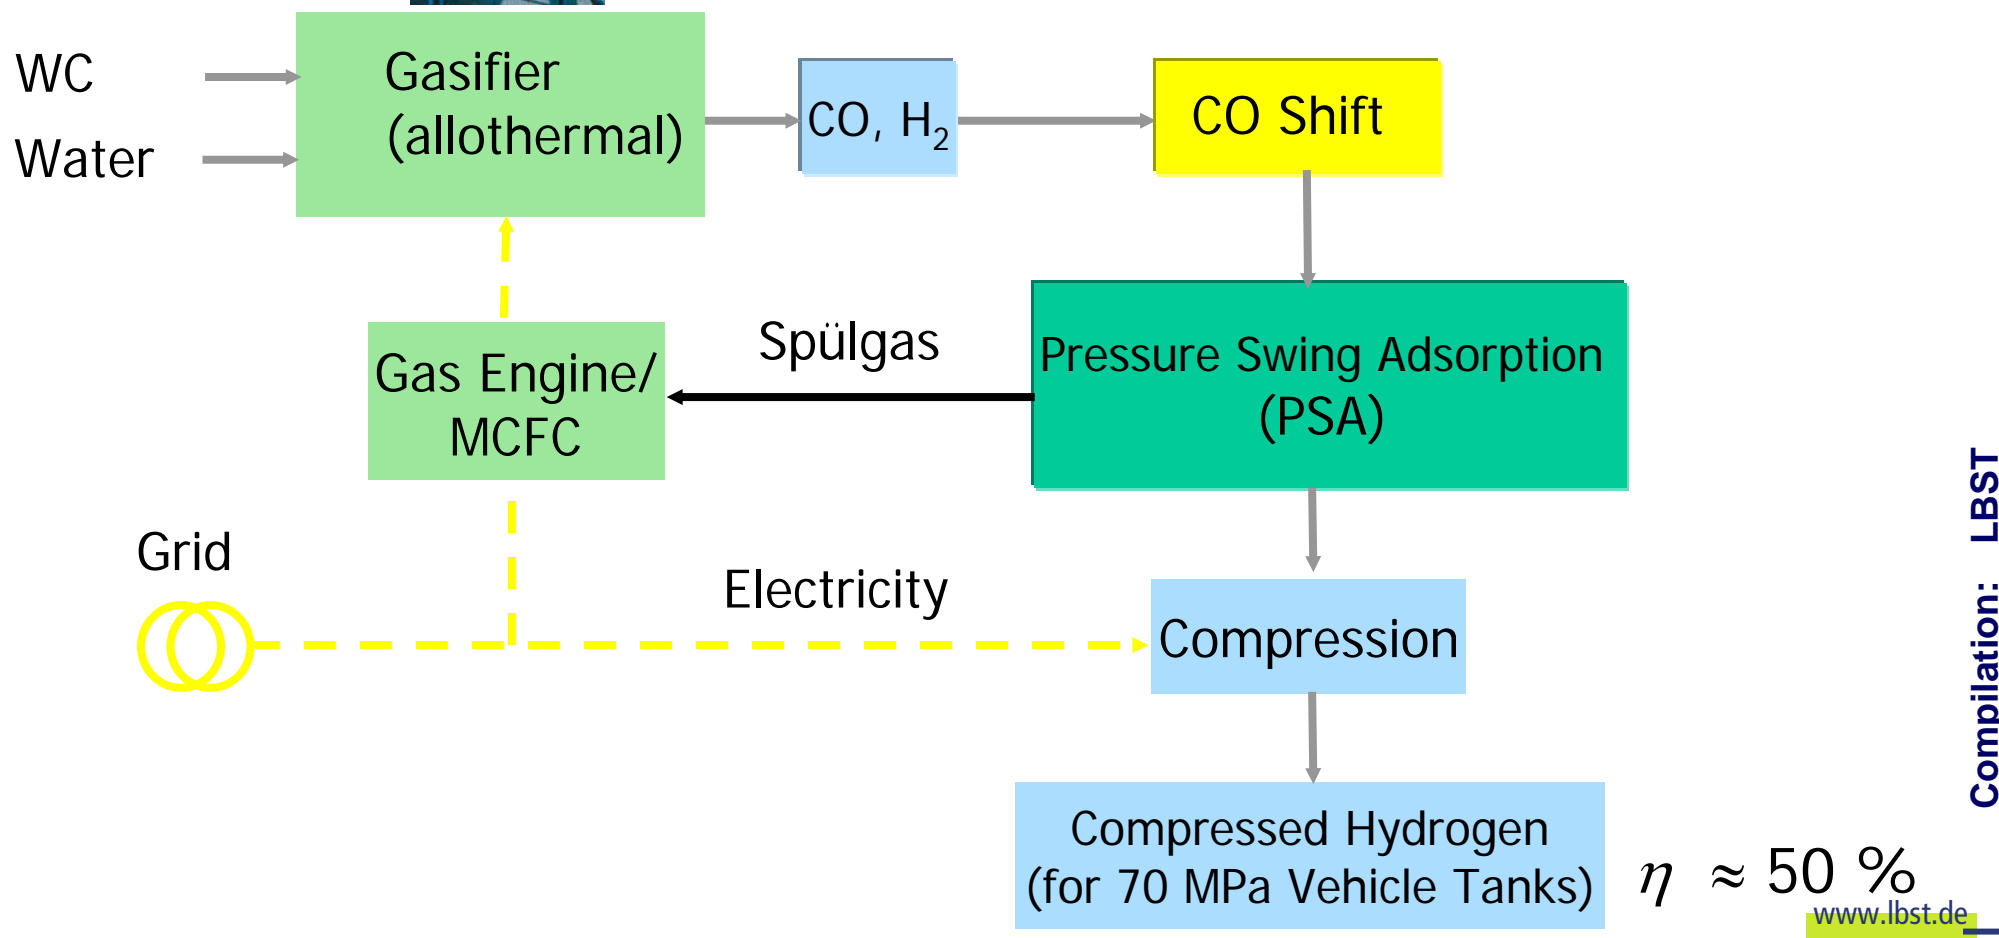 WC
Water
Gasifier
(allothermal)
CO, H₂
CO Shift
Spülgas
Gas Engine/
MCFC
Pressure Swing Adsorption
(PSA)
Grid
Electricity
Compression
Compressed Hydrogen
(for 70 MPa Vehicle Tanks)
η ≈ 50 %
Compilation: LBST
www.lbst.de